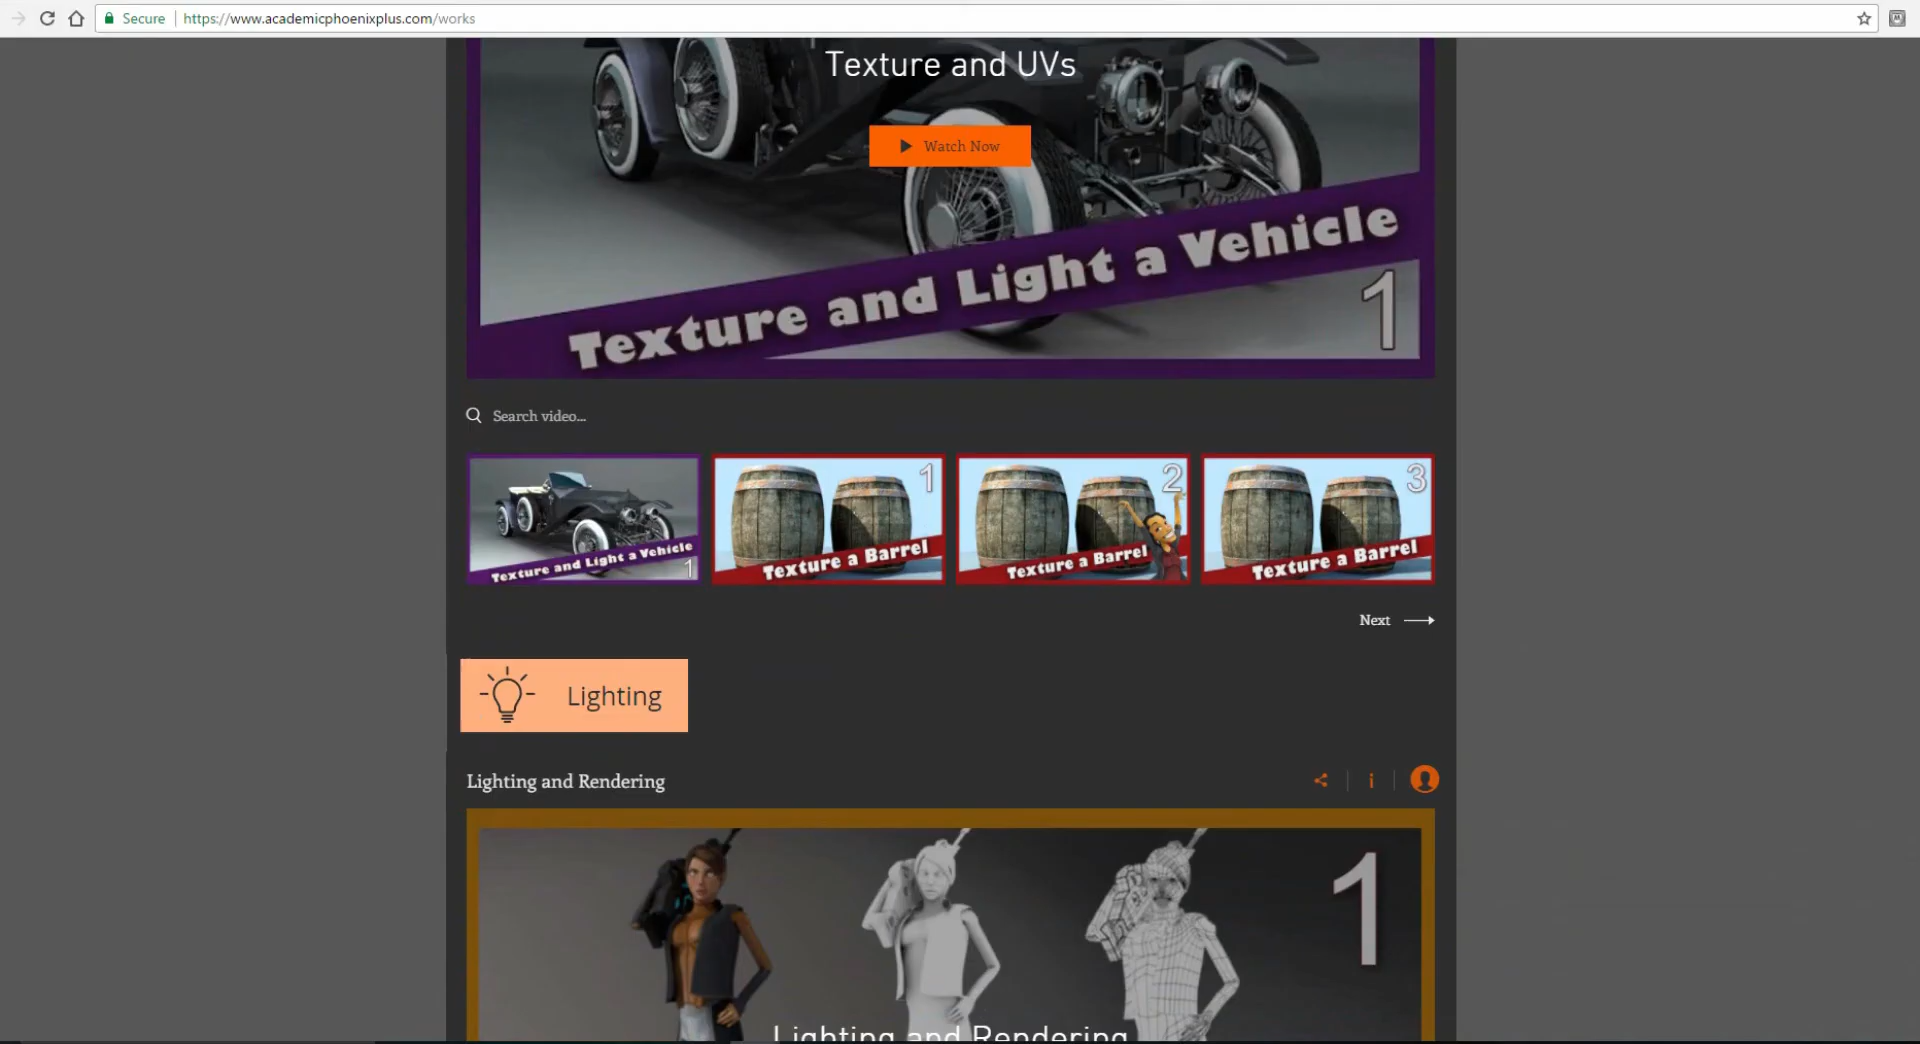 Secure
https://www.academicphoenixplus.com/works
Texture and UVs
Watch Now
Texture and Light a Vehicle
1
Search video...
Texture and Light a Vehicle
1
1
Texture a Barrel
2
Texture a Barrel
3
Texture a Barrel
Next
Lighting
Lighting and Rendering
1
Lighting and Rendering